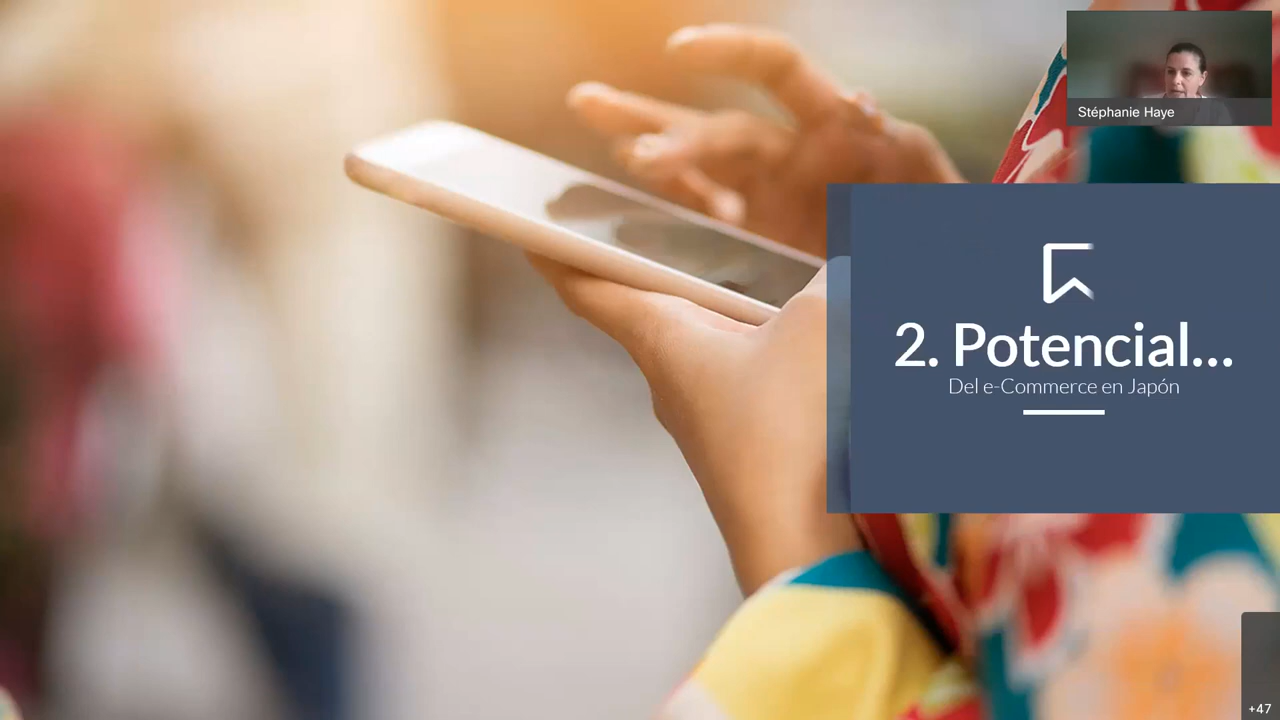 Stéphanie Haye
2. Potencial...
Del e-Commerce en Japón
+47